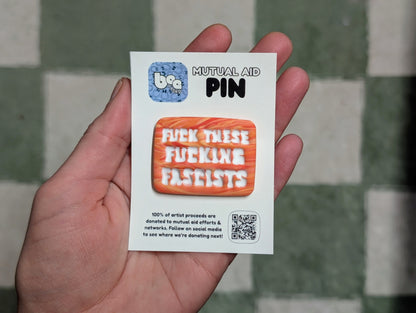 boa
MUTUAL AID
PIN
FUCK THESE
FUCKING
FASCISTS
100% of artist proceeds are
donated to mutual aid efforts &
networks. Follow on social media
to see where we're donating next!